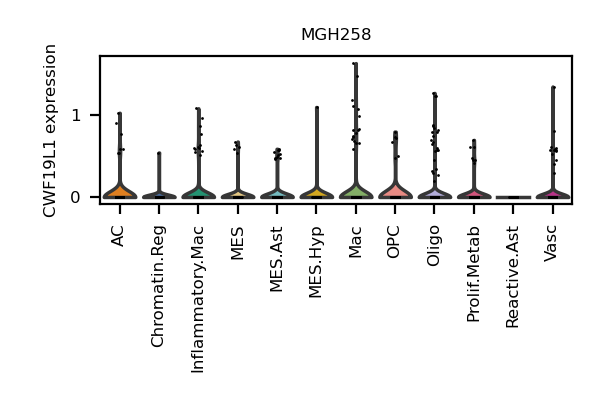 MGH258
CWF19L1 expression
1
0
AC
Chromatin.Reg
Inflammatory.Mac
MES
MES.Ast
MES.Hyp
Mac
OPC
Oligo
Prolif.Metab
Reactive.Ast
Vasc